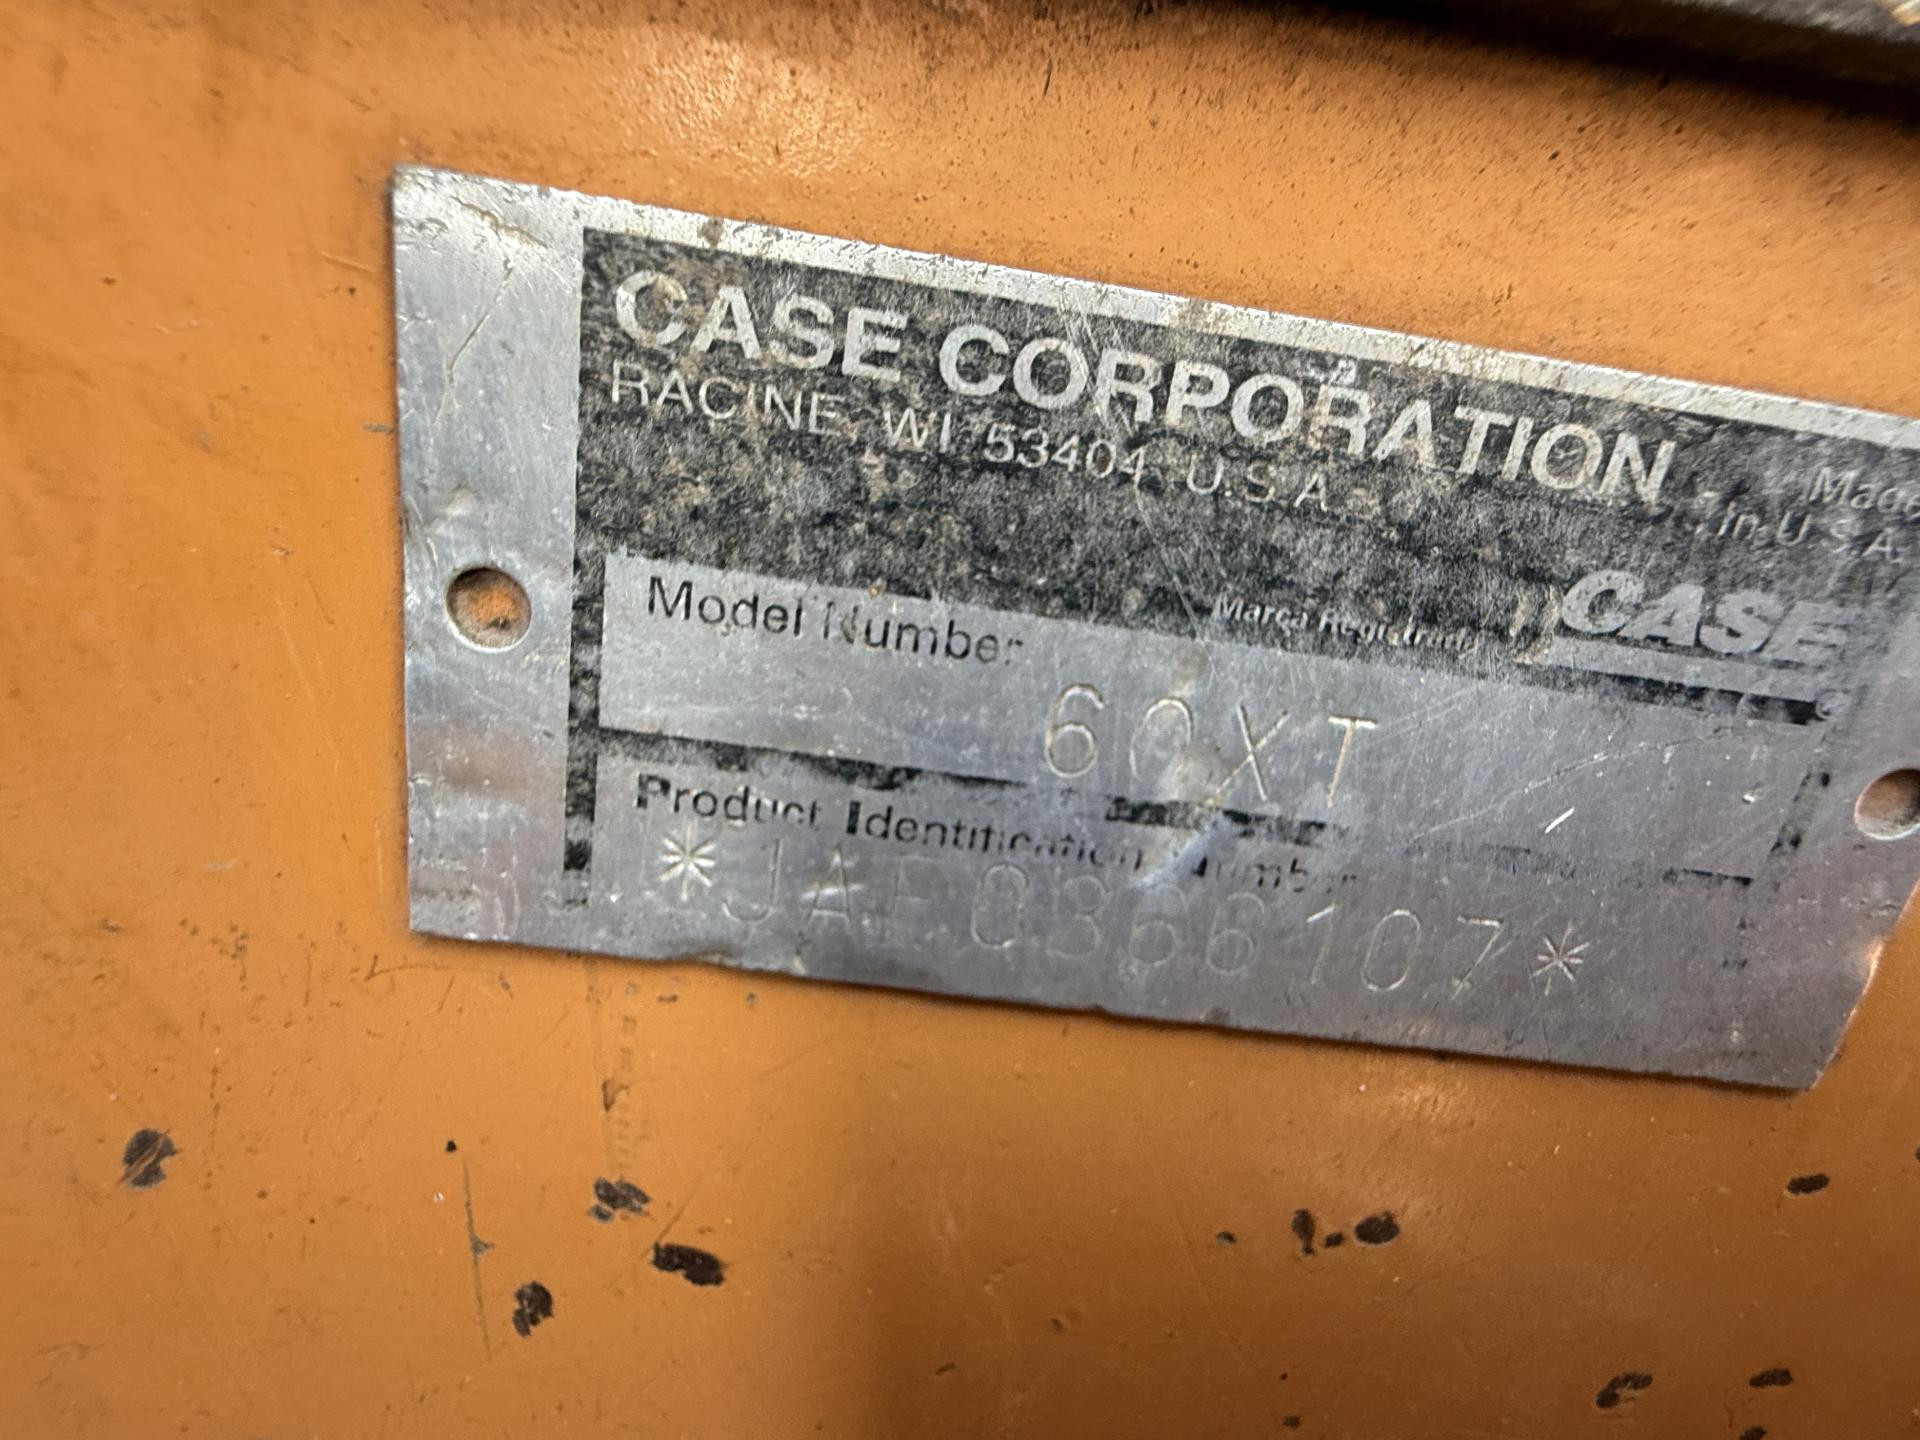 CASE CORPORATION
RACINE, WI 53404 U.S.A.
Made
in U.S.A.
Marca Registrada
CASE
Model Number
60XT
Product Identification Number
*JAF0366107*